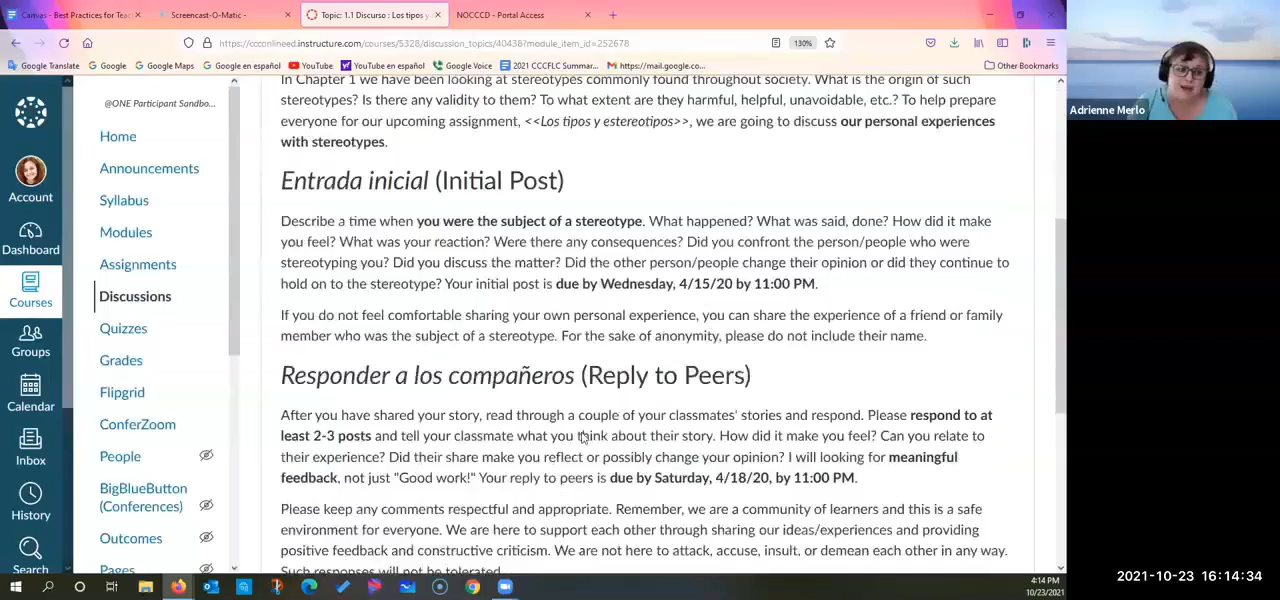 Canvas - Best Practices for Teac
Screencast-O-Matic -
Topic: 1.1 Discurso : Los tipos y
NOCCCD - Portal Access
https://ccconlineed.instructure.com/courses/5328/discussion_topics/40438?module_item_id=252678
130%
Google Translate
Google
Google Maps
Google en español
YouTube
YouTube en español
Google Voice
2021 CCCFLC Summar...
https://mail.google.co...
Other Bookmarks
Account
Dashboard
Courses
Groups
Calendar
Inbox
History
Search
@ONE Participant Sandbo...
Home
Announcements
Syllabus
Modules
Assignments
Discussions
Quizzes
Grades
Flipgrid
ConferZoom
People
BigBlueButton
(Conferences)
Outcomes
Pages
In Chapter 1 we have been looking at stereotypes commonly found throughout society. What is the origin of such
stereotypes? Is there any validity to them? To what extent are they harmful, helpful, unavoidable, etc.? To help prepare
everyone for our upcoming assignment, <<Los tipos y estereotipos>>, we are going to discuss our personal experiences
with stereotypes.
Entrada inicial (Initial Post)
Describe a time when you were the subject of a stereotype. What happened? What was said, done? How did it make
you feel? What was your reaction? Were there any consequences? Did you confront the person/people who were
stereotyping you? Did you discuss the matter? Did the other person/people change their opinion or did they continue to
hold on to the stereotype? Your initial post is due by Wednesday, 4/15/20 by 11:00 PM.
If you do not feel comfortable sharing your own personal experience, you can share the experience of a friend or family
member who was the subject of a stereotype. For the sake of anonymity, please do not include their name.
Responder a los compañeros (Reply to Peers)
After you have shared your story, read through a couple of your classmates' stories and respond. Please respond to at
least 2-3 posts and tell your classmate what you think about their story. How did it make you feel? Can you relate to
their experience? Did their share make you reflect or possibly change your opinion? I will looking for meaningful
feedback, not just "Good work!" Your reply to peers is due by Saturday, 4/18/20, by 11:00 PM.
Please keep any comments respectful and appropriate. Remember, we are a community of learners and this is a safe
environment for everyone. We are here to support each other through sharing our ideas/experiences and providing
positive feedback and constructive criticism. We are not here to attack, accuse, insult, or demean each other in any way.
Such responses will not be tolerated.
Adrienne Merlo
4:14 PM
10/23/2021
2021-10-23 16:14:34